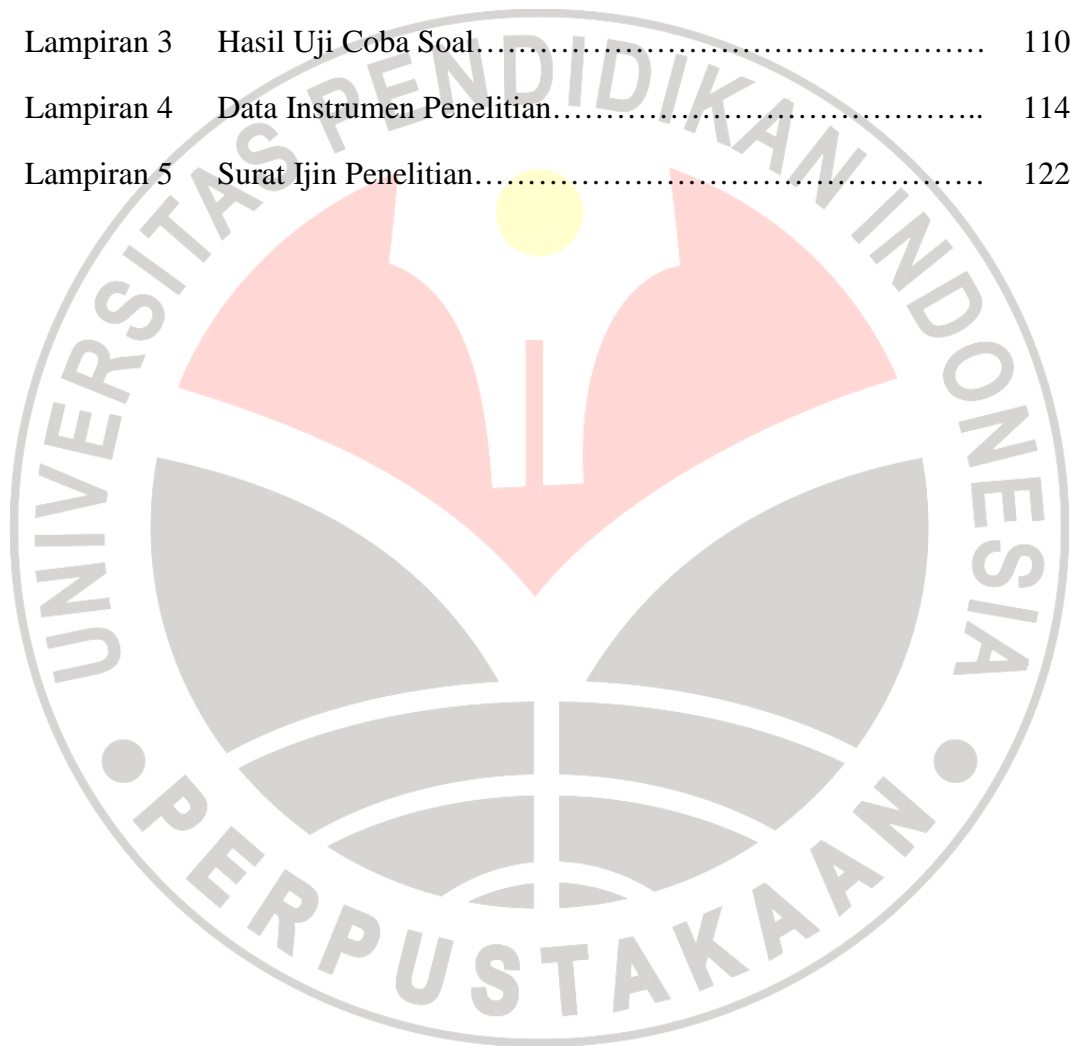 Lampiran 3 Hasil Uji Coba Soal………………………………………… 110
Lampiran 4 Data Instrumen Penelitian………………………………….. 114
Lampiran 5 Surat Ijin Penelitian………………………………………… 122
UNIVERSITAS PENDIDIKAN INDONESIA
PERPUSTAKAAN